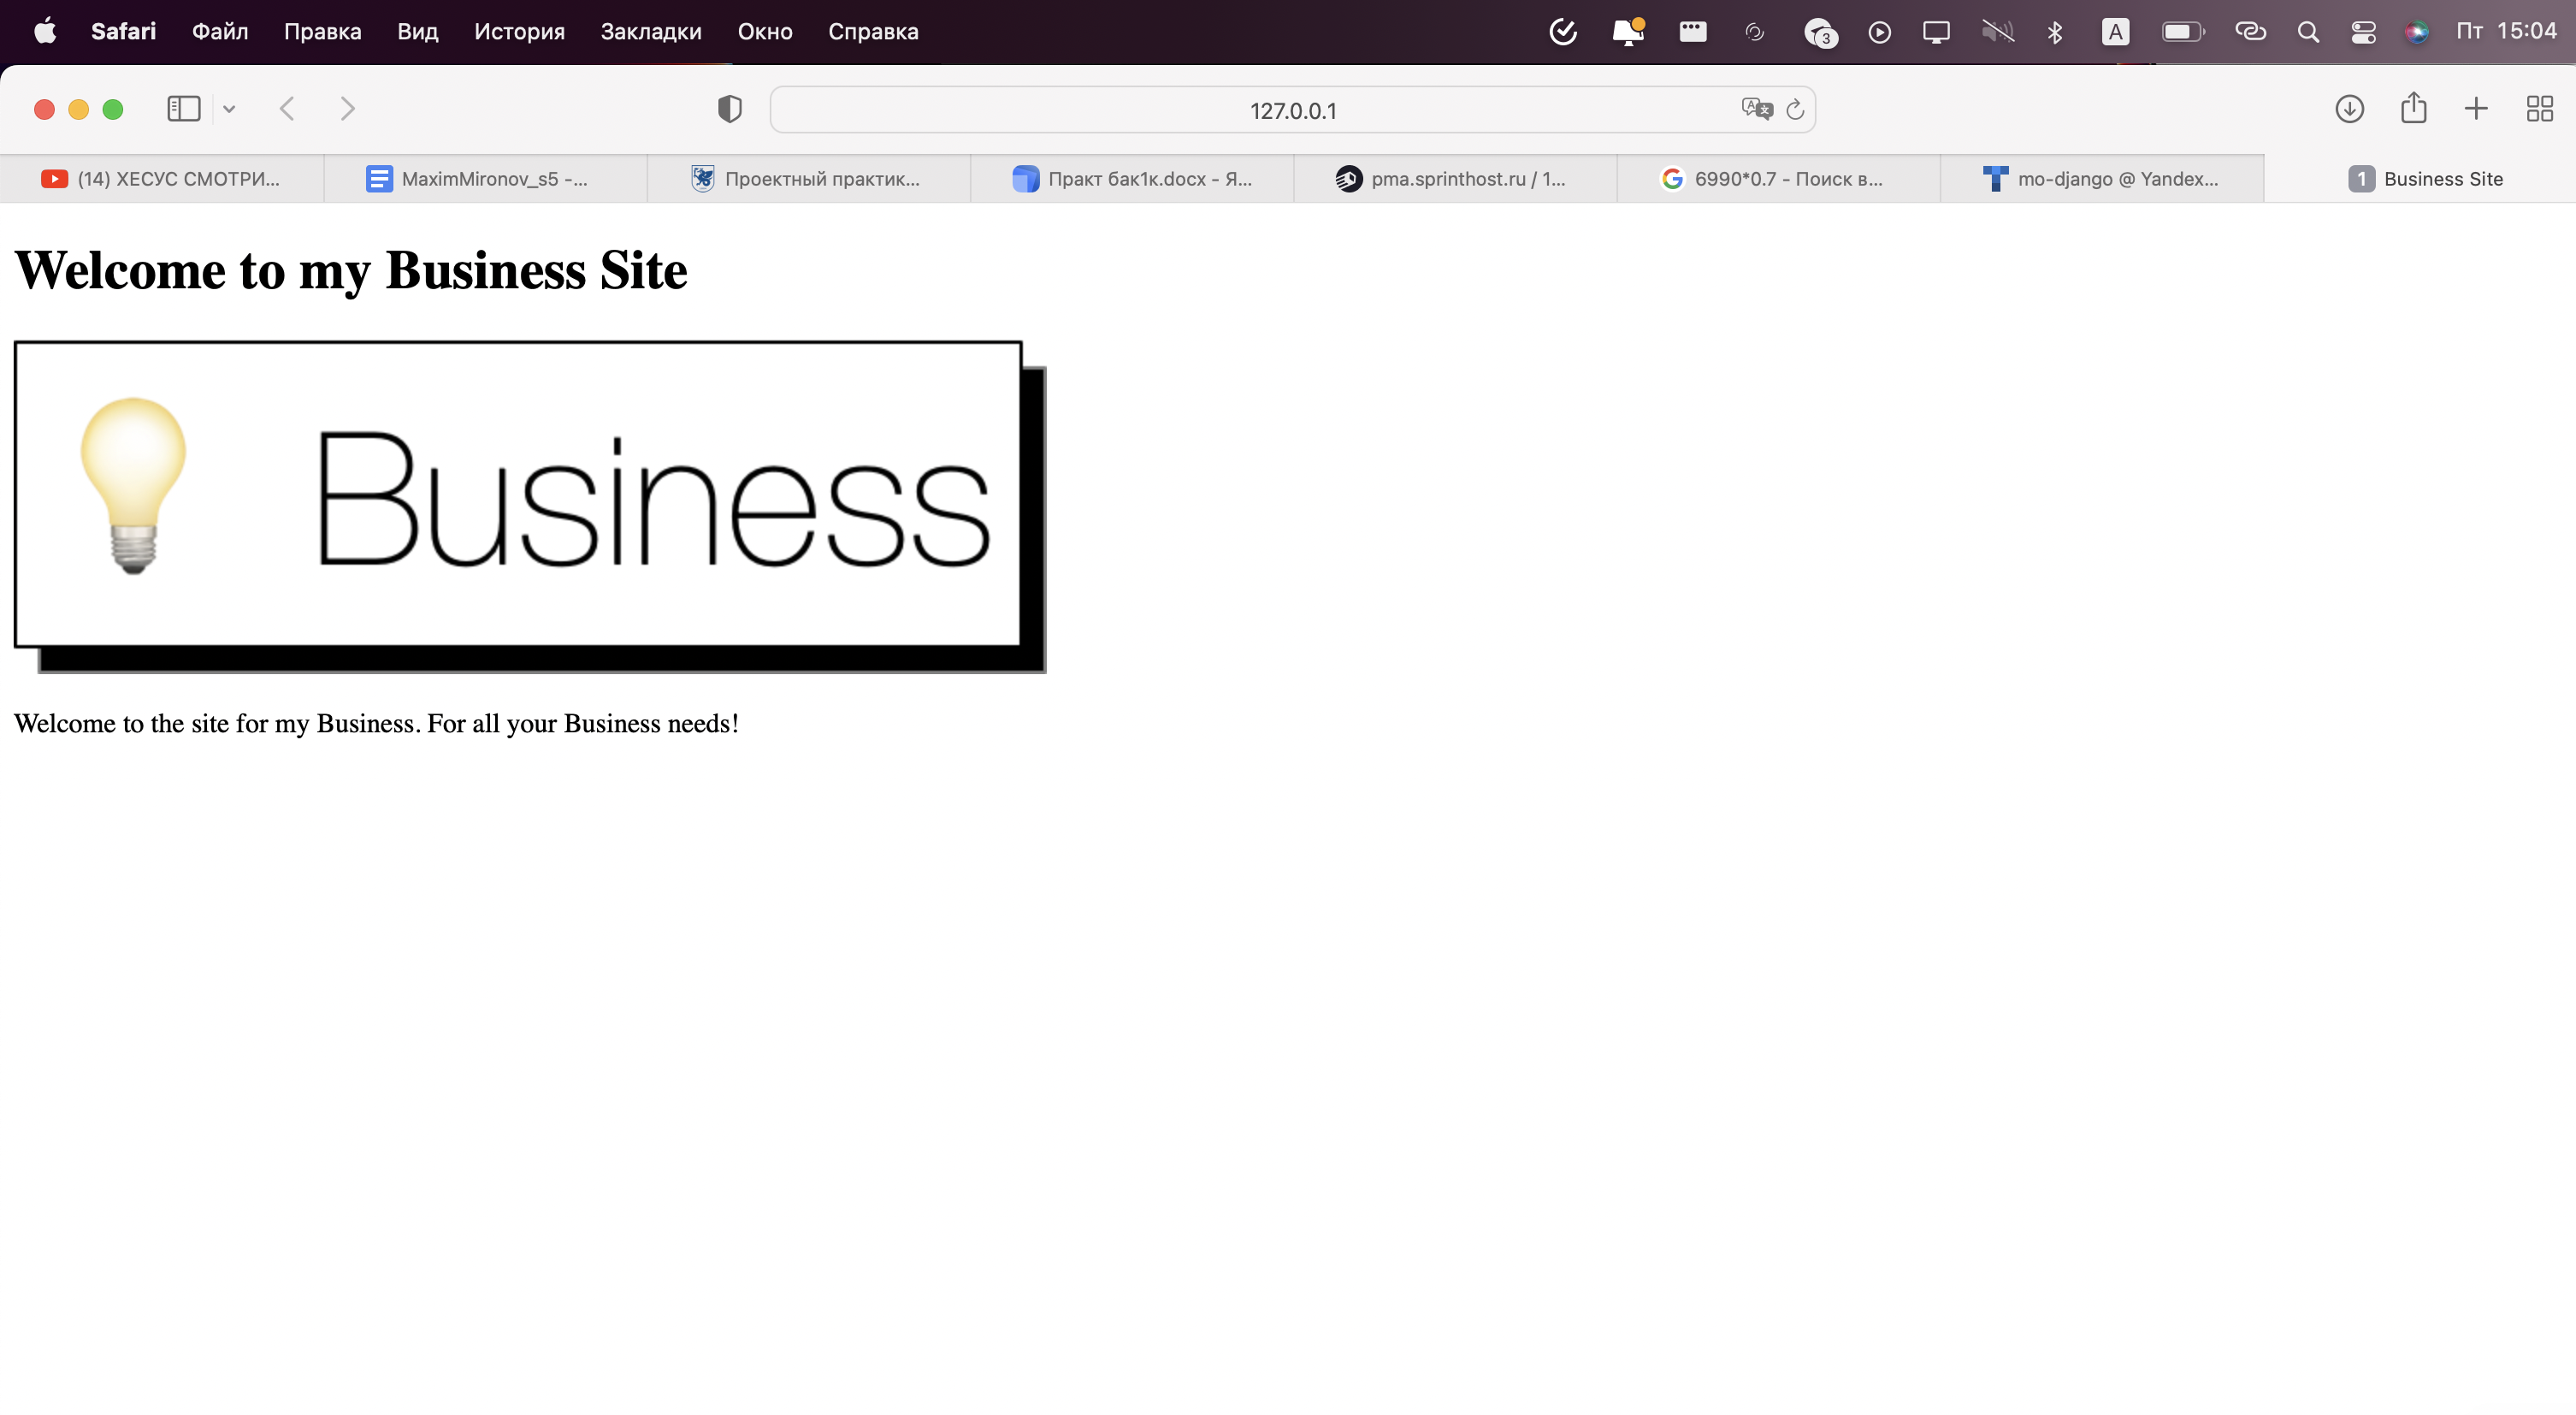 Safari Файл Правка Вид История Закладки Окно Справка 3 A Пт 15:04
127.0.0.1
(14) ХЕСУС СМОТРИ... MaximMironov_s5 -... Проектный практик... Практ бак1к.docx - Я... pma.sprinthost.ru / 1... 6990*0.7 - Поиск в... mo-django @ Yandex... 1 Business Site
Welcome to my Business Site
Business
Welcome to the site for my Business. For all your Business needs!